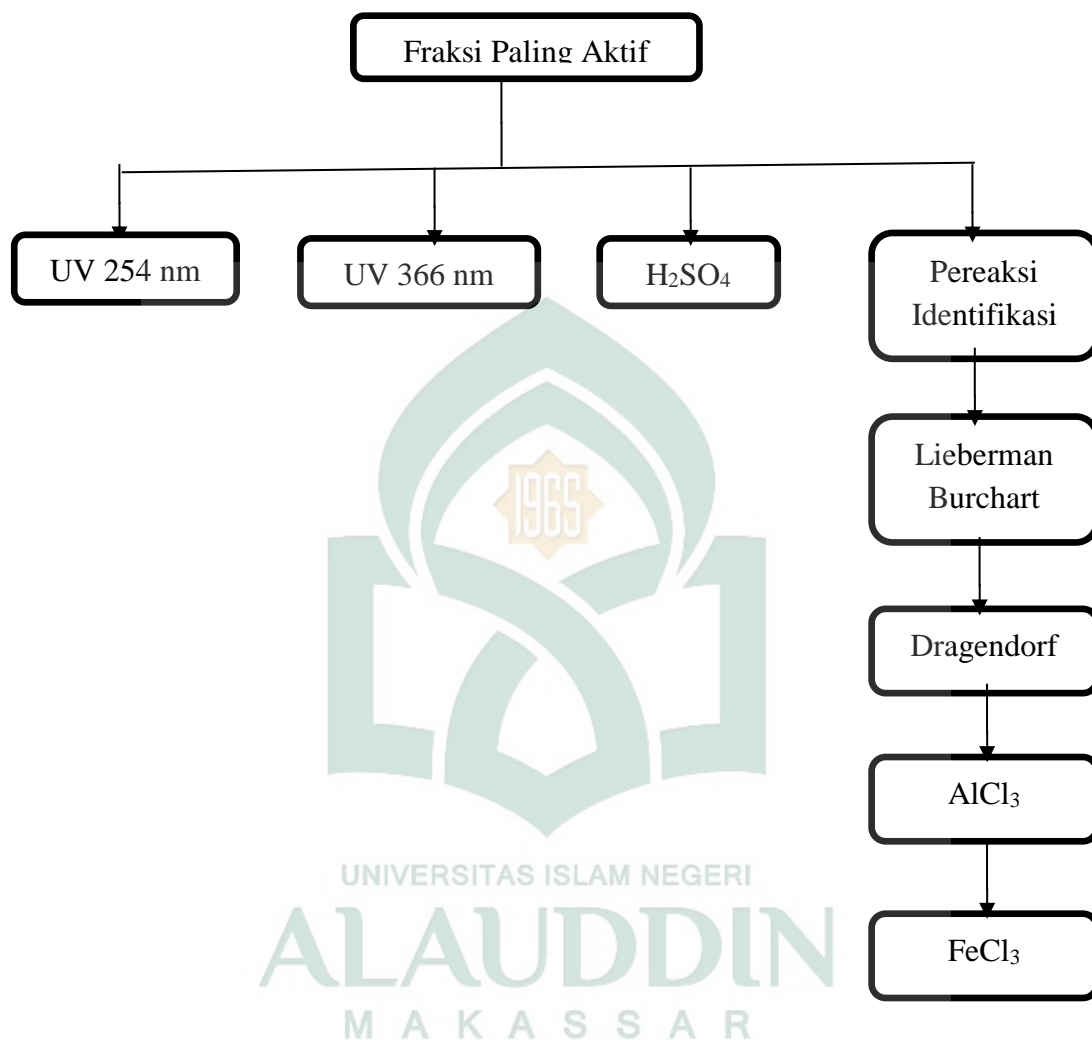 Fraksi Paling Aktif
UV 254 nm
UV 366 nm
H₂SO₄
Pereaksi
Identifikasi
Lieberman
Burchart
Dragendorf
AlCl₃
FeCl₃
1965
UNIVERSITAS ISLAM NEGERI
ALAUDDIN
MAKASSAR